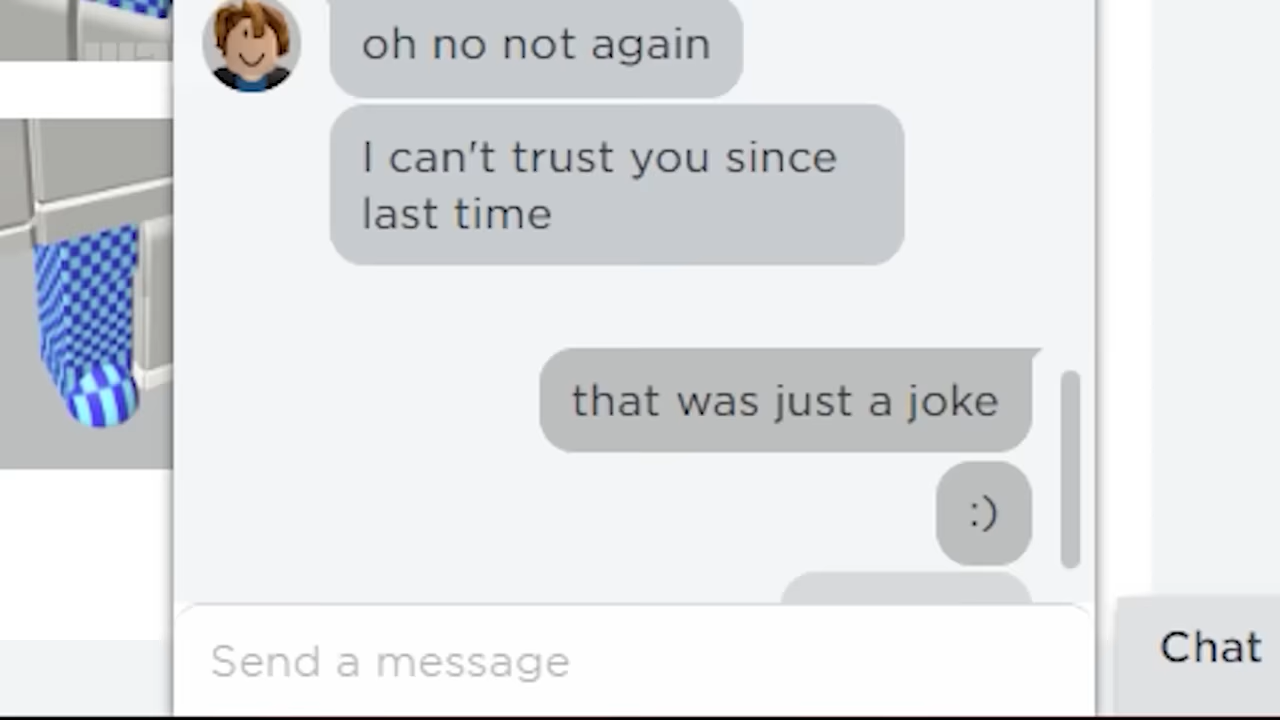 oh no not again
I can't trust you since
last time
that was just a joke
:)
Send a message
Chat